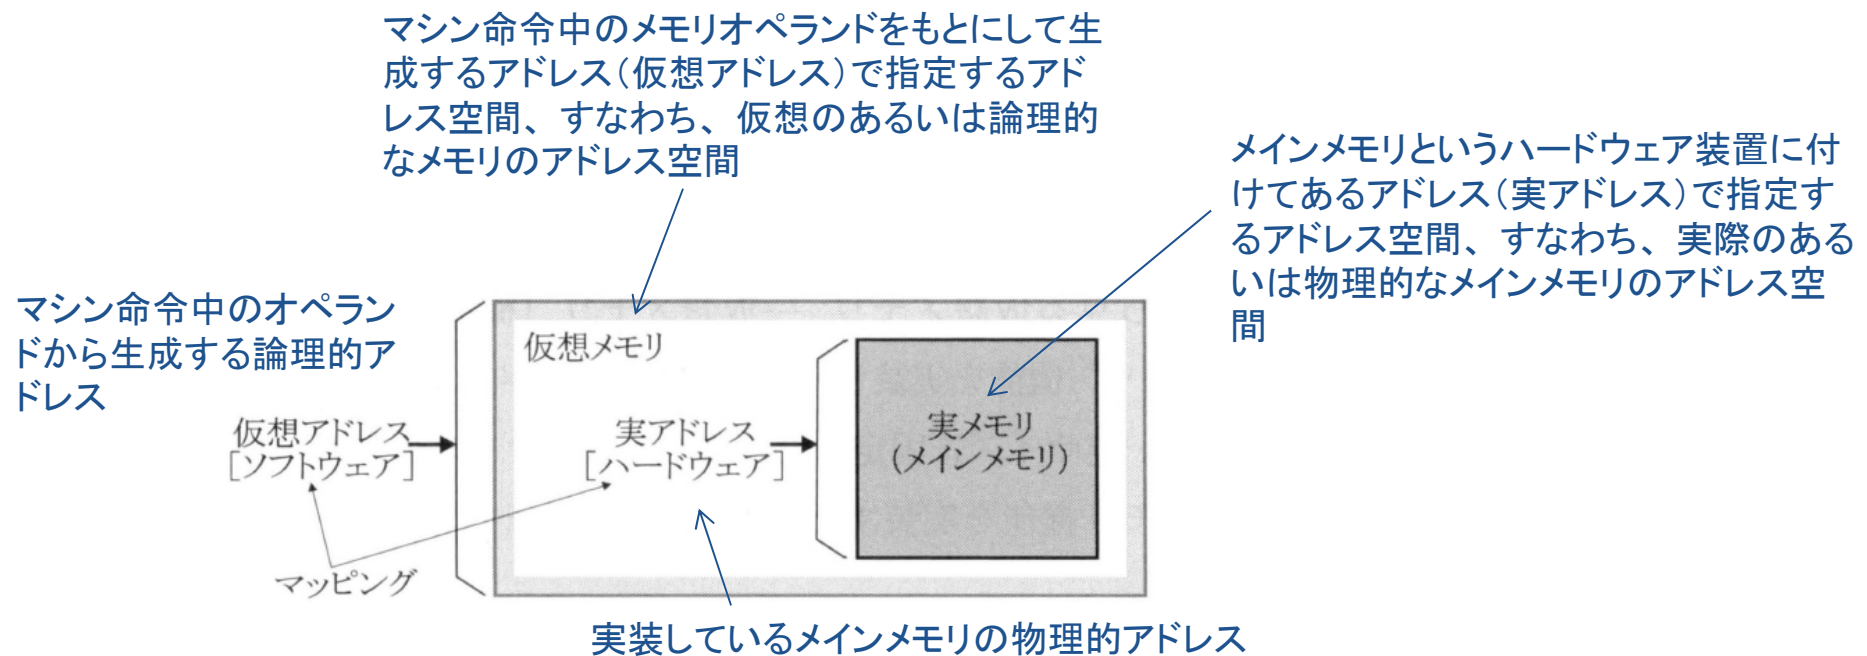 マシン命令中のメモリオペランドをもとにして生
成するアドレス(仮想アドレス)で指定するアド
レス空間、すなわち、仮想のあるいは論理的
なメモリのアドレス空間
メインメモリというハードウェア装置に付
けてあるアドレス(実アドレス)で指定す
るアドレス空間、すなわち、実際のある
いは物理的なメインメモリのアドレス空
間
マシン命令中のオペラン
ドから生成する論理的ア
ドレス
仮想メモリ
仮想アドレス
[ソフトウェア]
実アドレス
[ハードウェア]
実メモリ
(メインメモリ)
マッピング
実装しているメインメモリの物理的アドレス